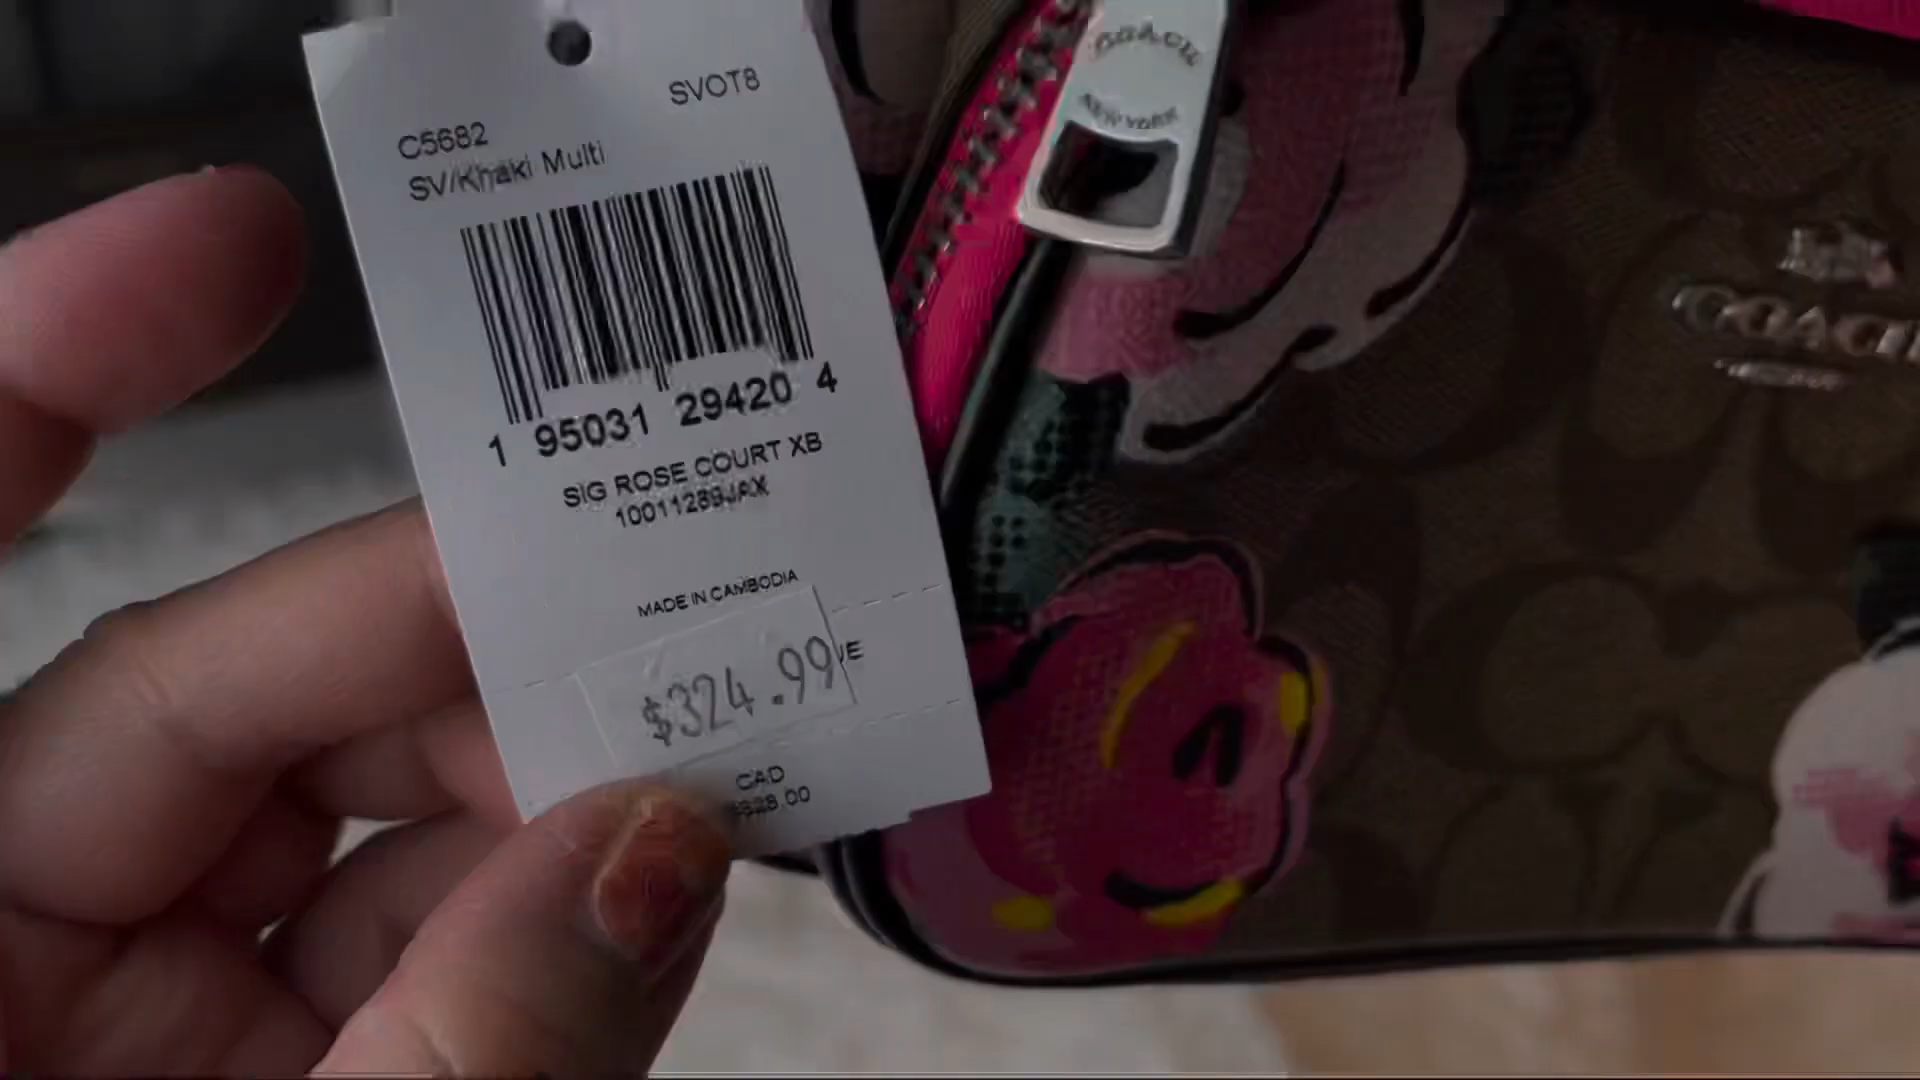 SVOT8
C5682
SV/Khaki Multi
1 95031 29420 4
SIG ROSE COURT XB
10011289JAX
MADE IN CAMBODIA
$324.99
CAD
COACH
NEW YORK
COACH